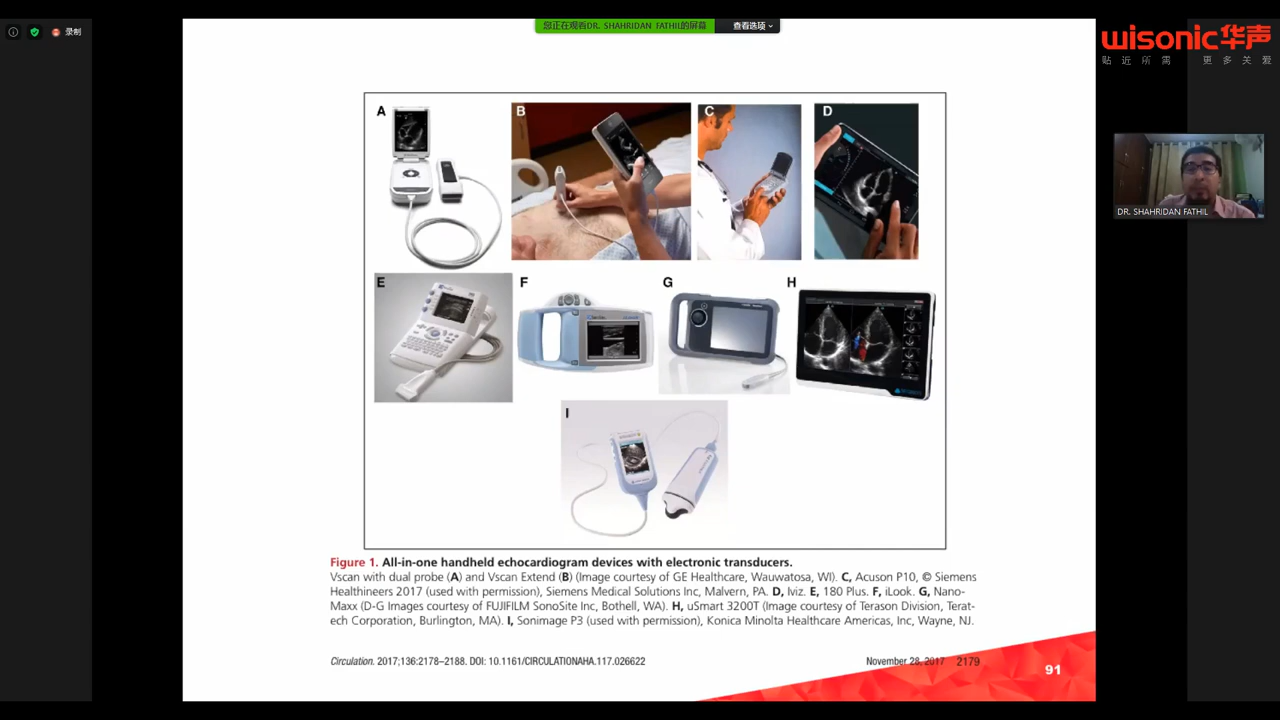 录制
您正在观看DR. SHAHRIDAN FATHIL的屏幕
查看选项
wisonic华声
贴近所需 更多关爱
A
B
C
D
E
F
G
H
I
DR. SHAHRIDAN FATHIL
Figure 1. All-in-one handheld echocardiogram devices with electronic transducers.
Vscan with dual probe (A) and Vscan Extend (B) (Image courtesy of GE Healthcare, Wauwatosa, WI). C, Acuson P10, © Siemens
Healthineers 2017 (used with permission), Siemens Medical Solutions Inc, Malvern, PA. D, Iviz. E, 180 Plus. F, iLook. G, Nano-
Maxx (D-G Images courtesy of FUJIFILM SonoSite Inc, Bothell, WA). H, uSmart 3200T (Image courtesy of Terason Division, Terat-
ech Corporation, Burlington, MA). I, Sonimage P3 (used with permission), Konica Minolta Healthcare Americas, Inc, Wayne, NJ.
Circulation. 2017;136:2178–2188. DOI: 10.1161/CIRCULATIONAHA.117.026622
November 28, 2017 2179
91